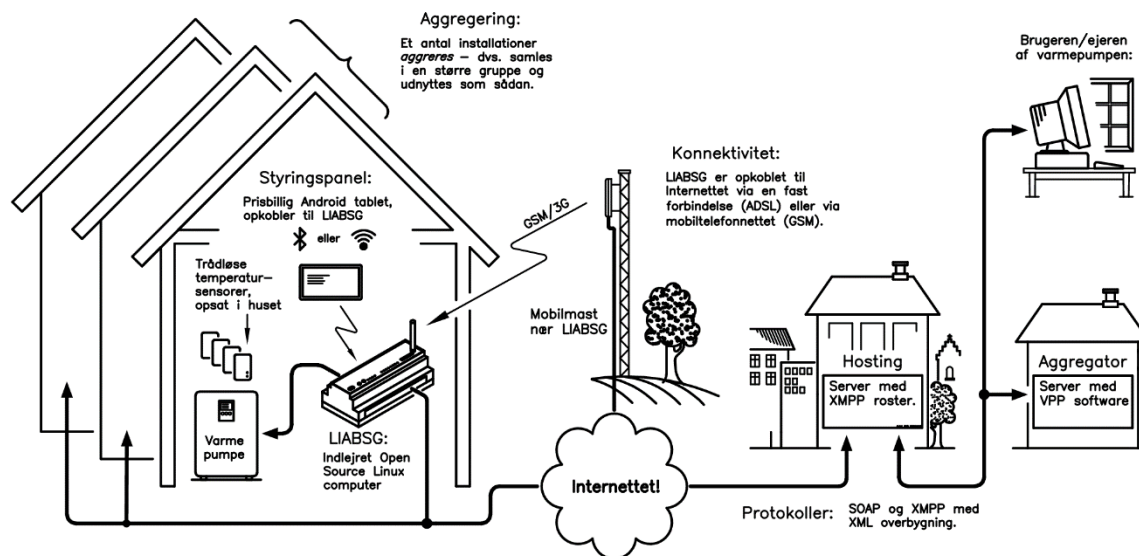 Aggregering:
Et antal installationer
aggreres – dvs. samles
i en større gruppe og
udnyttes som sådan.
Brugeren/ejeren
af varmepumpen:
Konnektivitet:
LIABSG er opkoblet til
Internettet via en fast
forbindelse (ADSL) eller via
mobiltelefonnettet (GSM).
Styringspanel:
Prisbillig Android tablet,
opkobler til LIABSG
eller
GSM/3G
Trådløse
temperatur–
sensorer,
opsat i huset
Mobilmast
nær LIABSG
Hosting
Server med
XMPP roster.
Aggregator
Server med
VPP software
Varme
pumpe
LIABSG:
Indlejret Open
Source Linux
computer
Internettet!
Protokoller:
SOAP og XMPP med
XML overbygning.